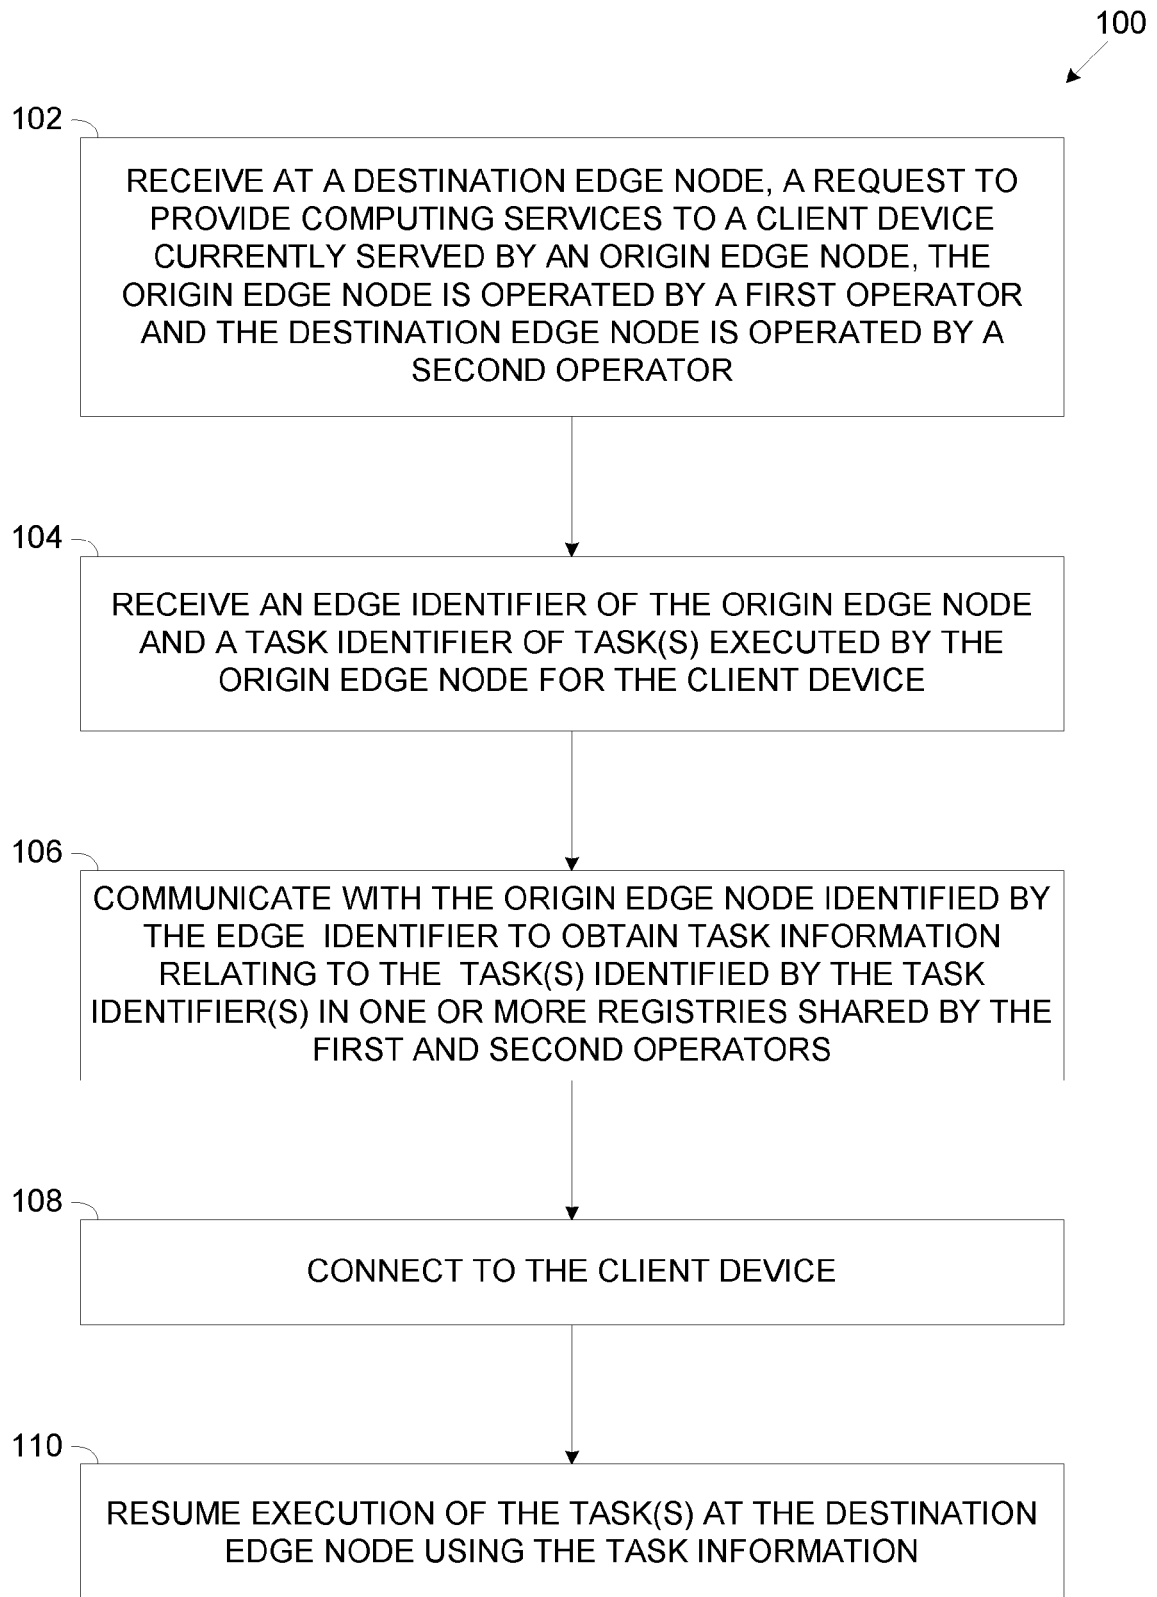 100
102
RECEIVE AT A DESTINATION EDGE NODE, A REQUEST TO
PROVIDE COMPUTING SERVICES TO A CLIENT DEVICE
CURRENTLY SERVED BY AN ORIGIN EDGE NODE, THE
ORIGIN EDGE NODE IS OPERATED BY A FIRST OPERATOR
AND THE DESTINATION EDGE NODE IS OPERATED BY A
SECOND OPERATOR
104
RECEIVE AN EDGE IDENTIFIER OF THE ORIGIN EDGE NODE
AND A TASK IDENTIFIER OF TASK(S) EXECUTED BY THE
ORIGIN EDGE NODE FOR THE CLIENT DEVICE
106
COMMUNICATE WITH THE ORIGIN EDGE NODE IDENTIFIED BY
THE EDGE IDENTIFIER TO OBTAIN TASK INFORMATION
RELATING TO THE TASK(S) IDENTIFIED BY THE TASK
IDENTIFIER(S) IN ONE OR MORE REGISTRIES SHARED BY THE
FIRST AND SECOND OPERATORS
108
CONNECT TO THE CLIENT DEVICE
110
RESUME EXECUTION OF THE TASK(S) AT THE DESTINATION
EDGE NODE USING THE TASK INFORMATION